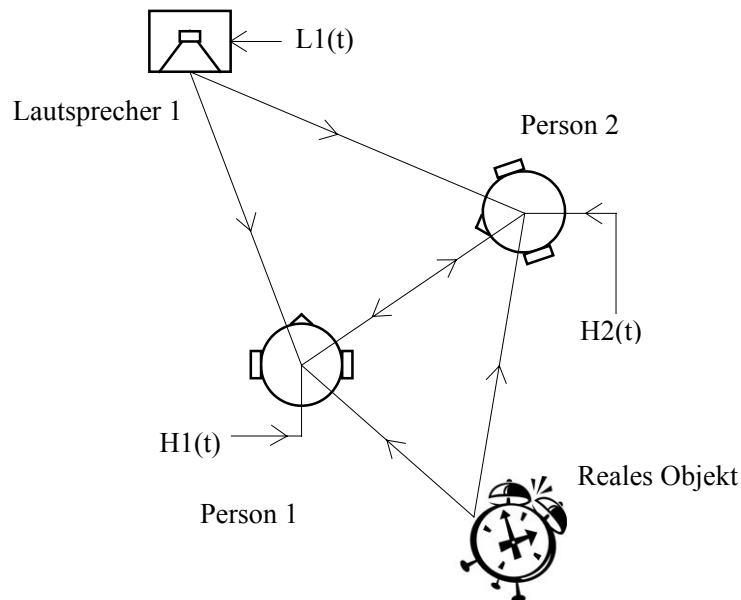 L1(t)
Lautsprecher 1
Person 2
H2(t)
H1(t)
Reales Objekt
Person 1